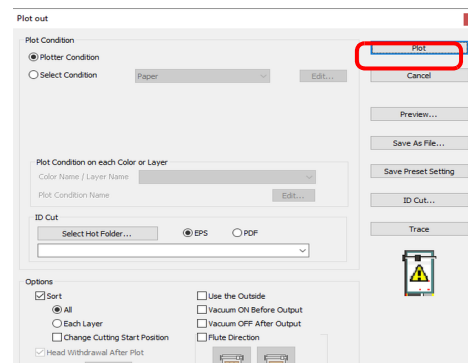 Plot out
Plot Condition
Plotter Condition
Select Condition Paper Edit...
Plot
Cancel
Preview...
Save As File...
Save Preset Setting
ID Cut...
Trace
Plot Condition on each Color or Layer
Color Name / Layer Name
Plot Condition Name Edit...
ID Cut
Select Hot Folder... EPS PDF
Options
Sort
All
Each Layer
Change Cutting Start Position
Head Withdrawal After Plot
Use the Outside
Vacuum ON Before Output
Vacuum OFF After Output
Flute Direction